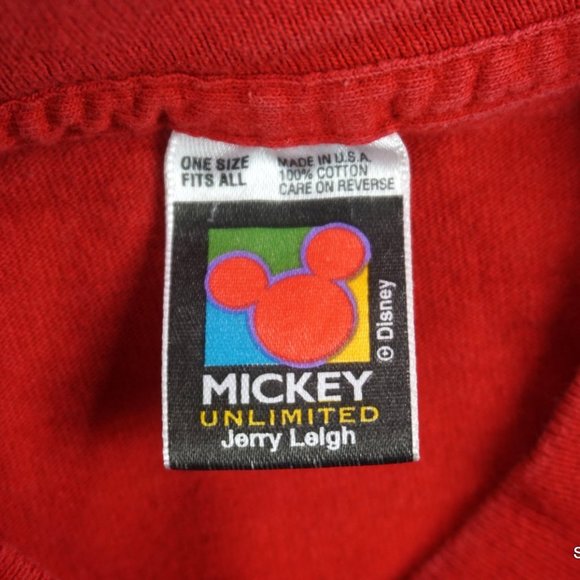 ONE SIZE
FITS ALL
MADE IN U.S.A.
100% COTTON
CARE ON REVERSE
© Disney
MICKEY
UNLIMITED
Jerry Leigh
S